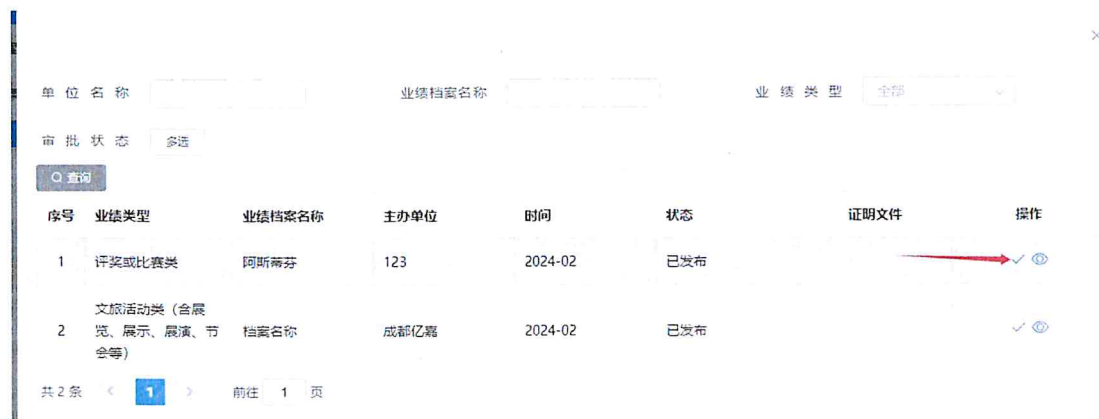 单位名称 业绩档案名称 业绩类型 全部
审批状态 多选
查询
序号 业绩类型 业绩档案名称 主办单位 时间 状态 证明文件 操作
1 评奖或比赛类 阿斯蒂芬 123 2024-02 已发布
文旅活动类（含展
2 览、展示、展演、节 档案名称 成都亿嘉 2024-02 已发布
会等）
共 2 条 < 1 > 前往 1 页